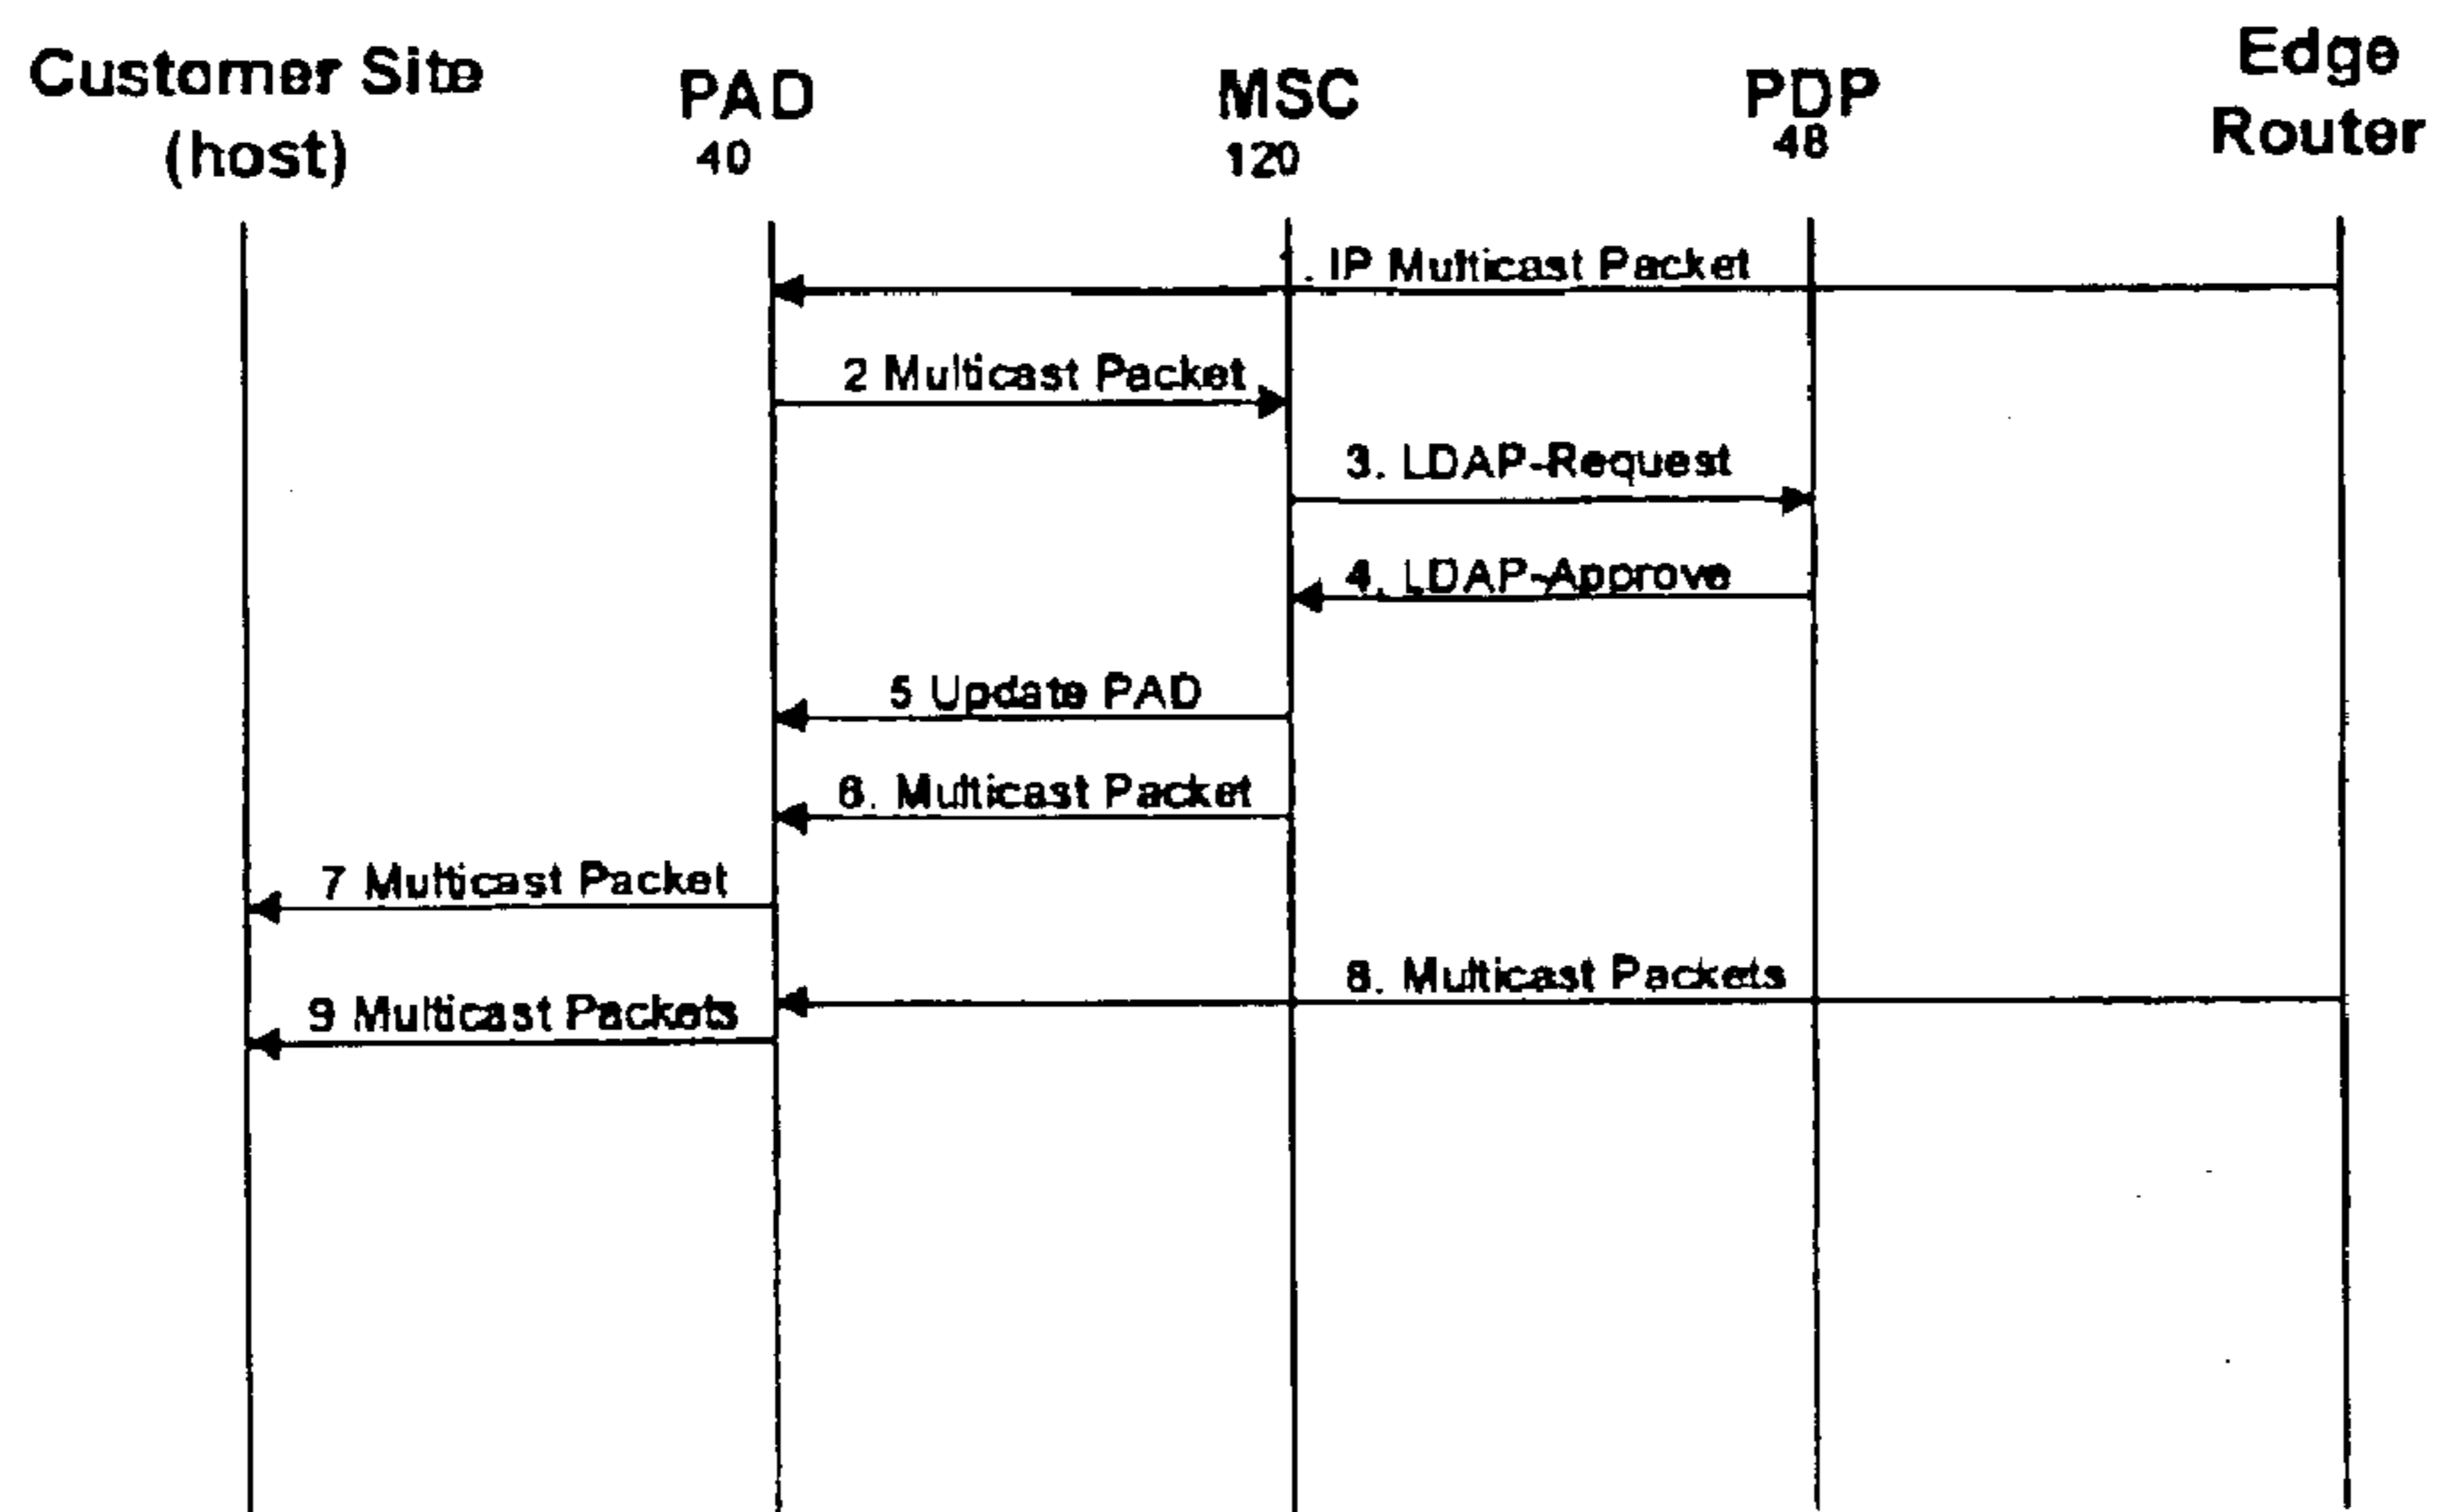 Customer Site
(host)
PAD
40
MSC
120
PDP
48
Edge
Router
1. IP Multicast Packet
2 Multicast Packet
3. LDAP-Request
4. LDAP-Approve
5 Update PAD
6. Multicast Packet
7 Multicast Packet
8. Multicast Packets
9 Multicast Packets